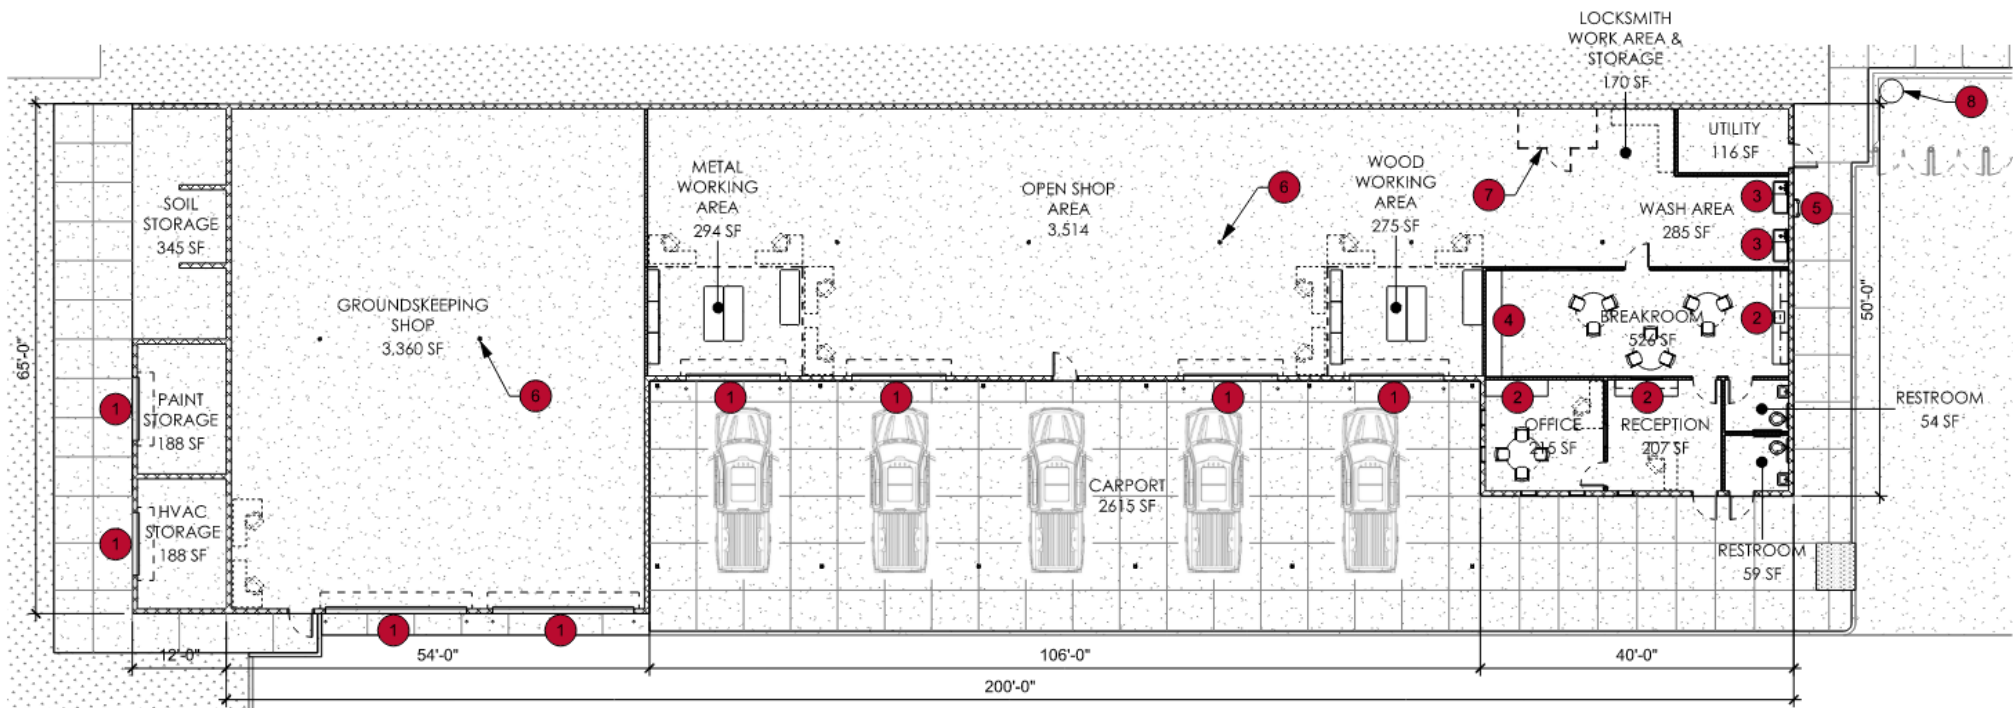 LOCKSMITH
WORK AREA &
STORAGE
170 SF
8
UTILITY
116 SF
METAL
WORKING
AREA
294 SF
OPEN SHOP
AREA
3,514
6
WOOD
WORKING
AREA
275 SF
7
WASH AREA
285 SF
3
3
5
SOIL
STORAGE
345 SF
GROUNDSKEEPING
SHOP
3,360 SF
6
4
BREAKROOM
526 SF
2
50'-0"
65'-0"
1
PAINT
STORAGE
188 SF
1
1
1
1
2
OFFICE
215 SF
2
RECEPTION
207 SF
RESTROOM
54 SF
CARPORT
2615 SF
1
HVAC
STORAGE
188 SF
RESTROOM
59 SF
1
1
12'-0"
54'-0"
106'-0"
40'-0"
200'-0"